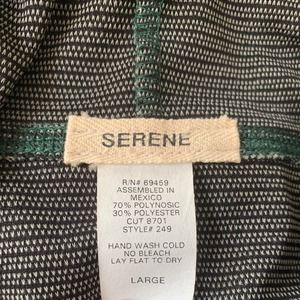 SERENE
R/N# 69459
ASSEMBLED IN
MEXICO
70% POLYNOSIC
30% POLYESTER
CUT 8701
STYLE# 249
HAND WASH COLD
NO BLEACH
LAY FLAT TO DRY
LARGE